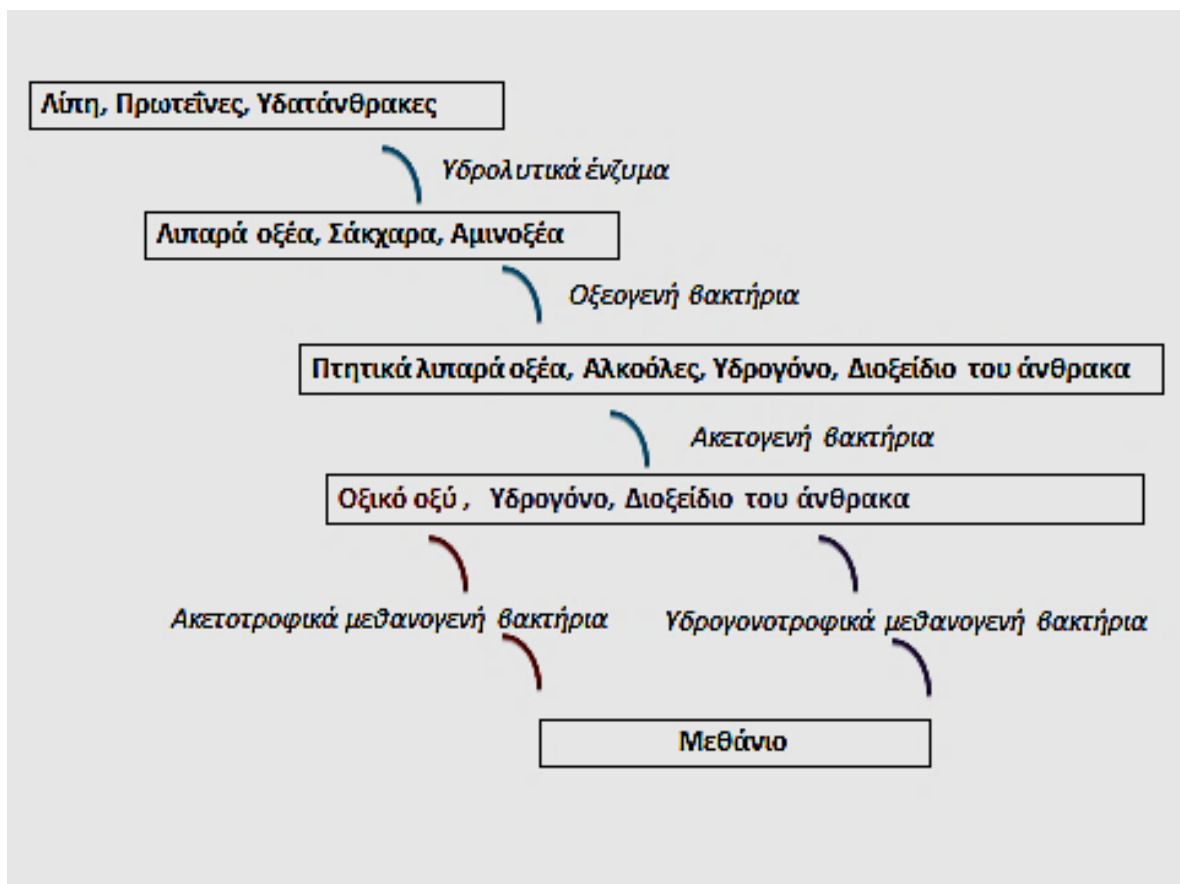 Λίπη, Πρωτεΐνες, Υδατάνθρακες
Υδρολυτικά ένζυμα
Λιπαρά οξέα, Σάκχαρα, Αμινοξέα
Οξεογενή βακτήρια
Πτητικά λιπαρά οξέα, Αλκοόλες, Υδρογόνο, Διοξείδιο του άνθρακα
Ακετογενή βακτήρια
Οξικό οξύ , Υδρογόνο, Διοξείδιο του άνθρακα
Ακετοτροφικά μεθανογενή βακτήρια
Υδρογονοτροφικά μεθανογενή βακτήρια
Μεθάνιο